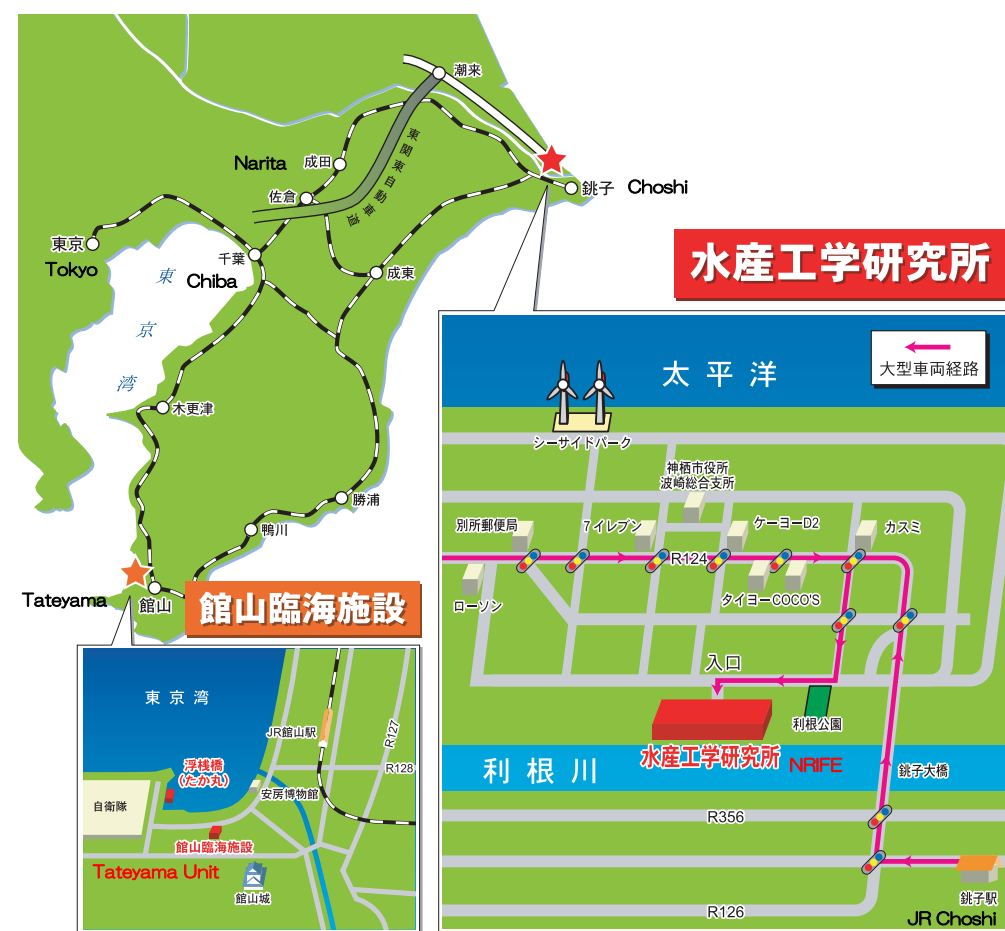 潮来
東関東自動車道
Narita
成田
佐倉
銚子
Choshi
東京
Tokyo
千葉
Chiba
成東
東京湾
木更津
勝浦
鴨川
Tateyama
館山
館山臨海施設
水産工学研究所
太平洋
大型車両経路
シーサイドパーク
神栖市役所
波崎総合支所
別所郵便局
7イレブン
ケーヨーD2
カスミ
R124
ローソン
タイヨーCOCO'S
入口
利根公園
水産工学研究所
NRIFE
利根川
銚子大橋
R356
銚子駅
JR Choshi
R126
東京湾
JR館山駅
R127
R128
浮桟橋
(たか丸)
安房博物館
自衛隊
館山臨海施設
Tateyama Unit
館山城